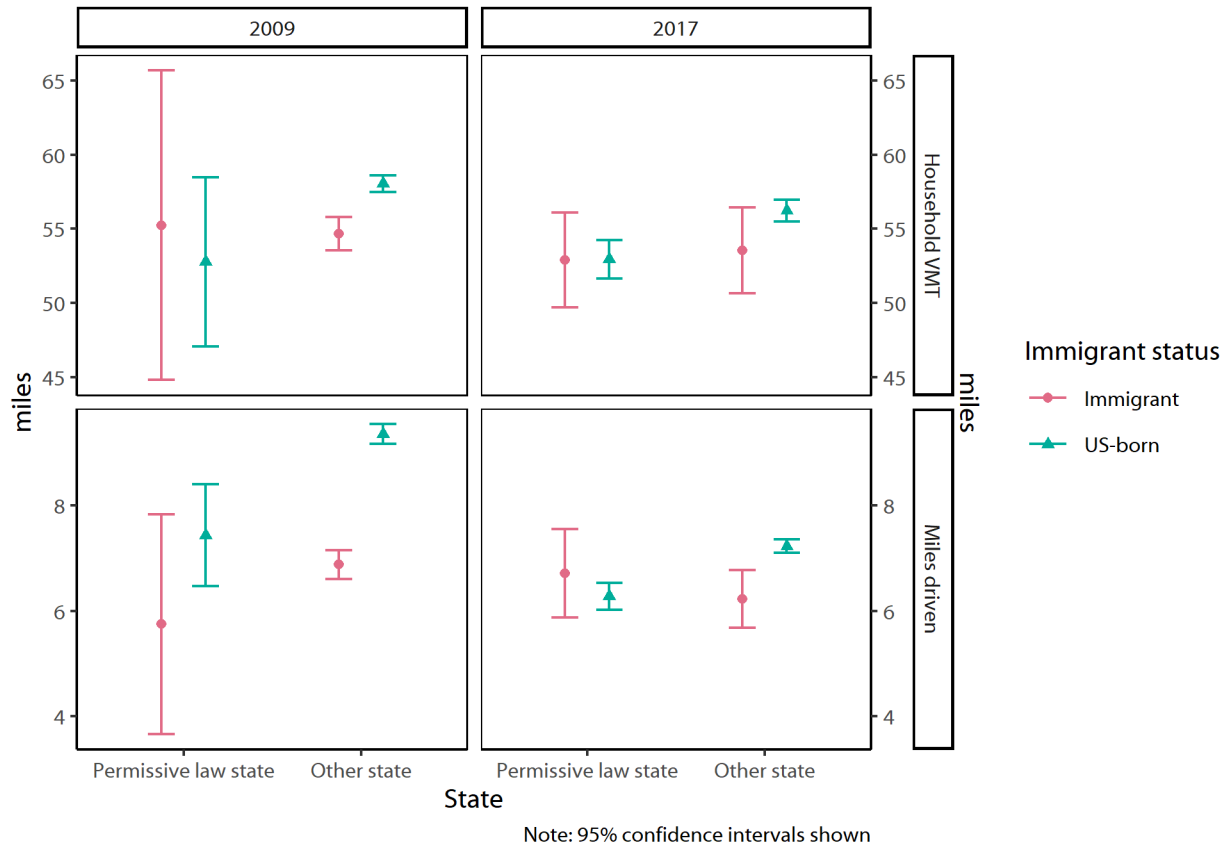 2009
2017
65
60
55
50
45
65
60
55
50
45
Household VMT
miles
miles
8
6
4
8
6
4
Miles driven
Immigrant status
Immigrant
US-born
Permissive law state
Other state
Permissive law state
Other state
State
Note: 95% confidence intervals shown